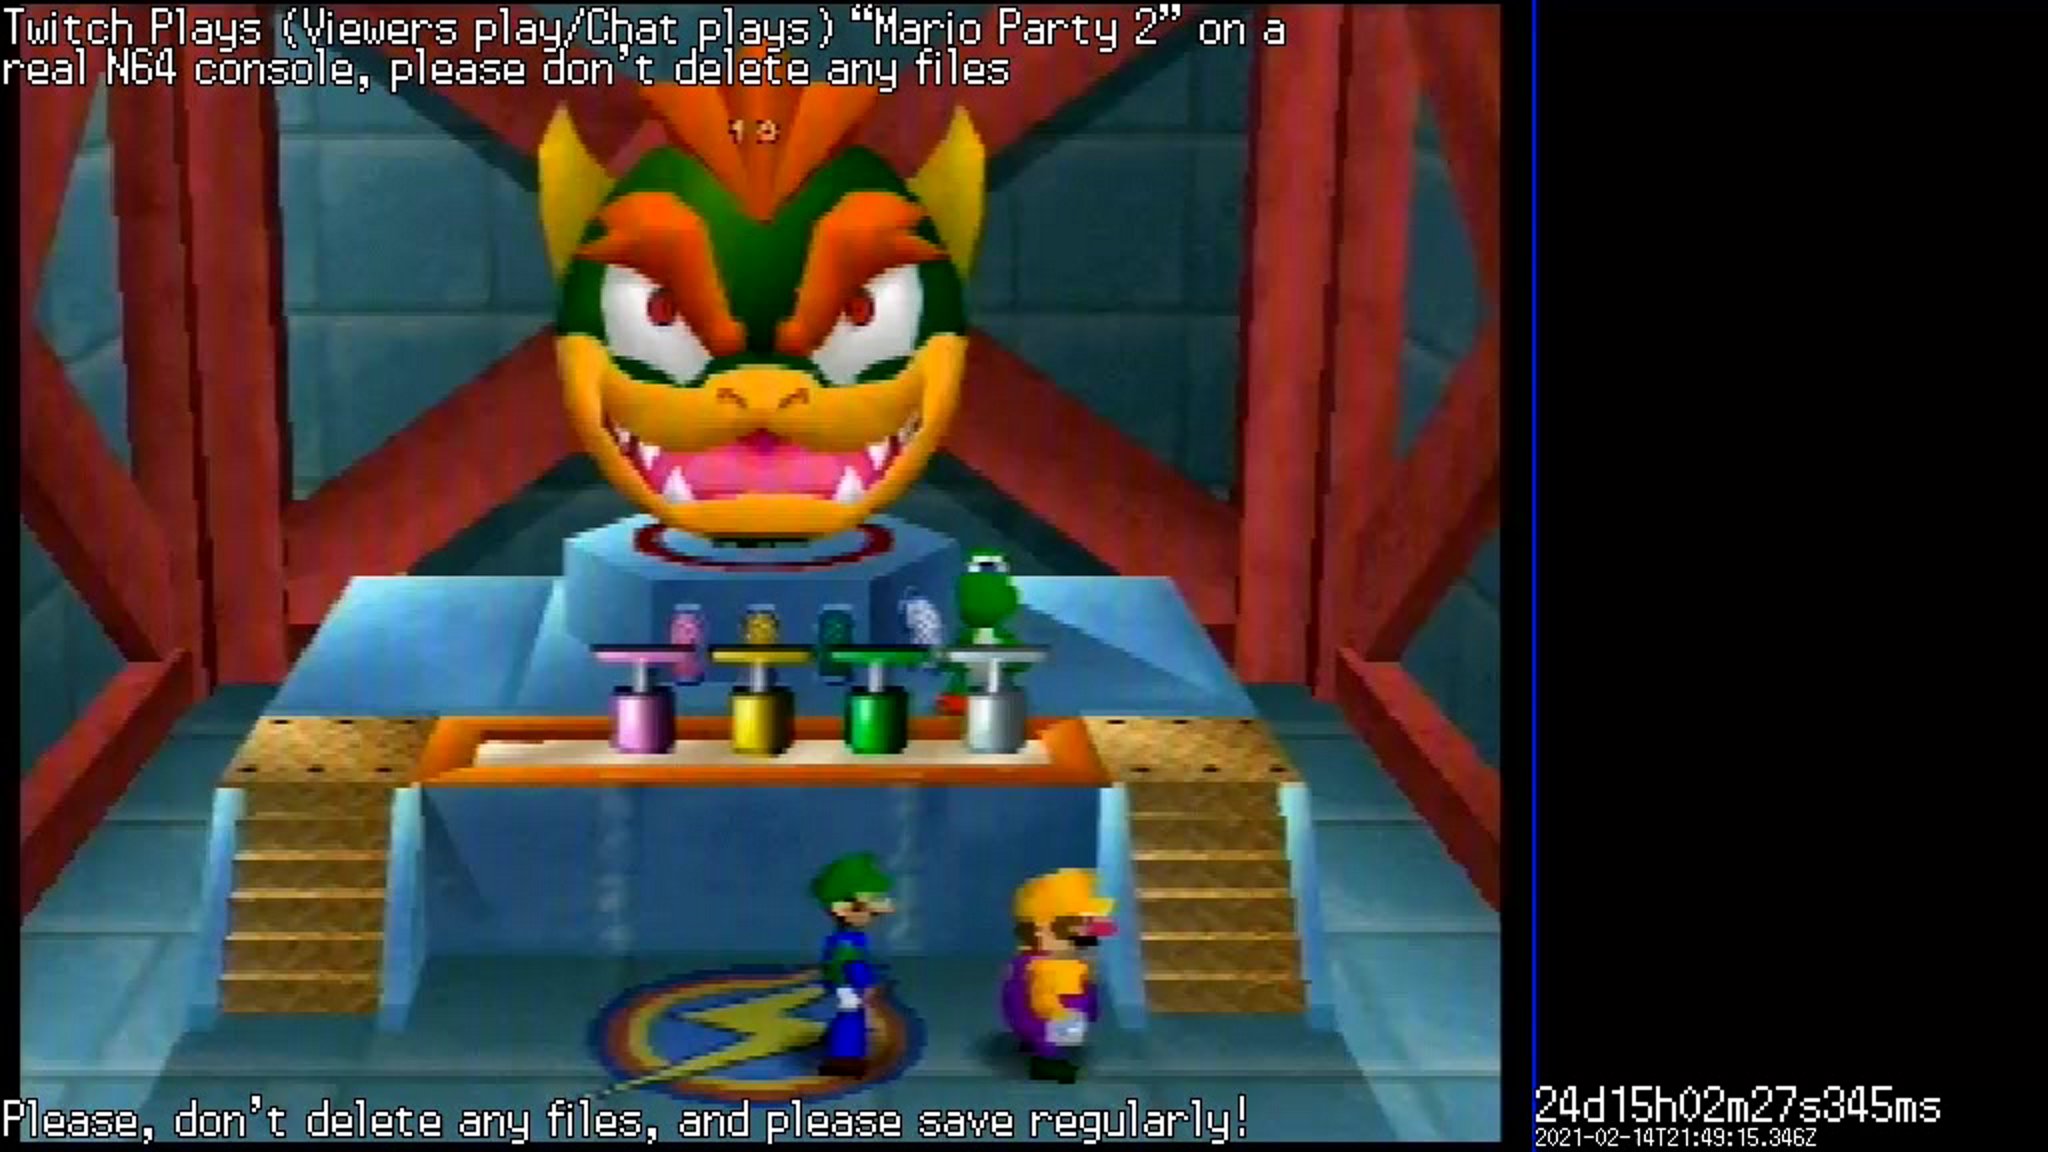 Twitch Plays (Viewers play/Chat plays) “Mario Party 2” on a
real N64 console, please don't delete any files
19
Please, don't delete any files, and please save regularly!
24d15h02m27s345ms
2021-02-14T21:49:15.346Z